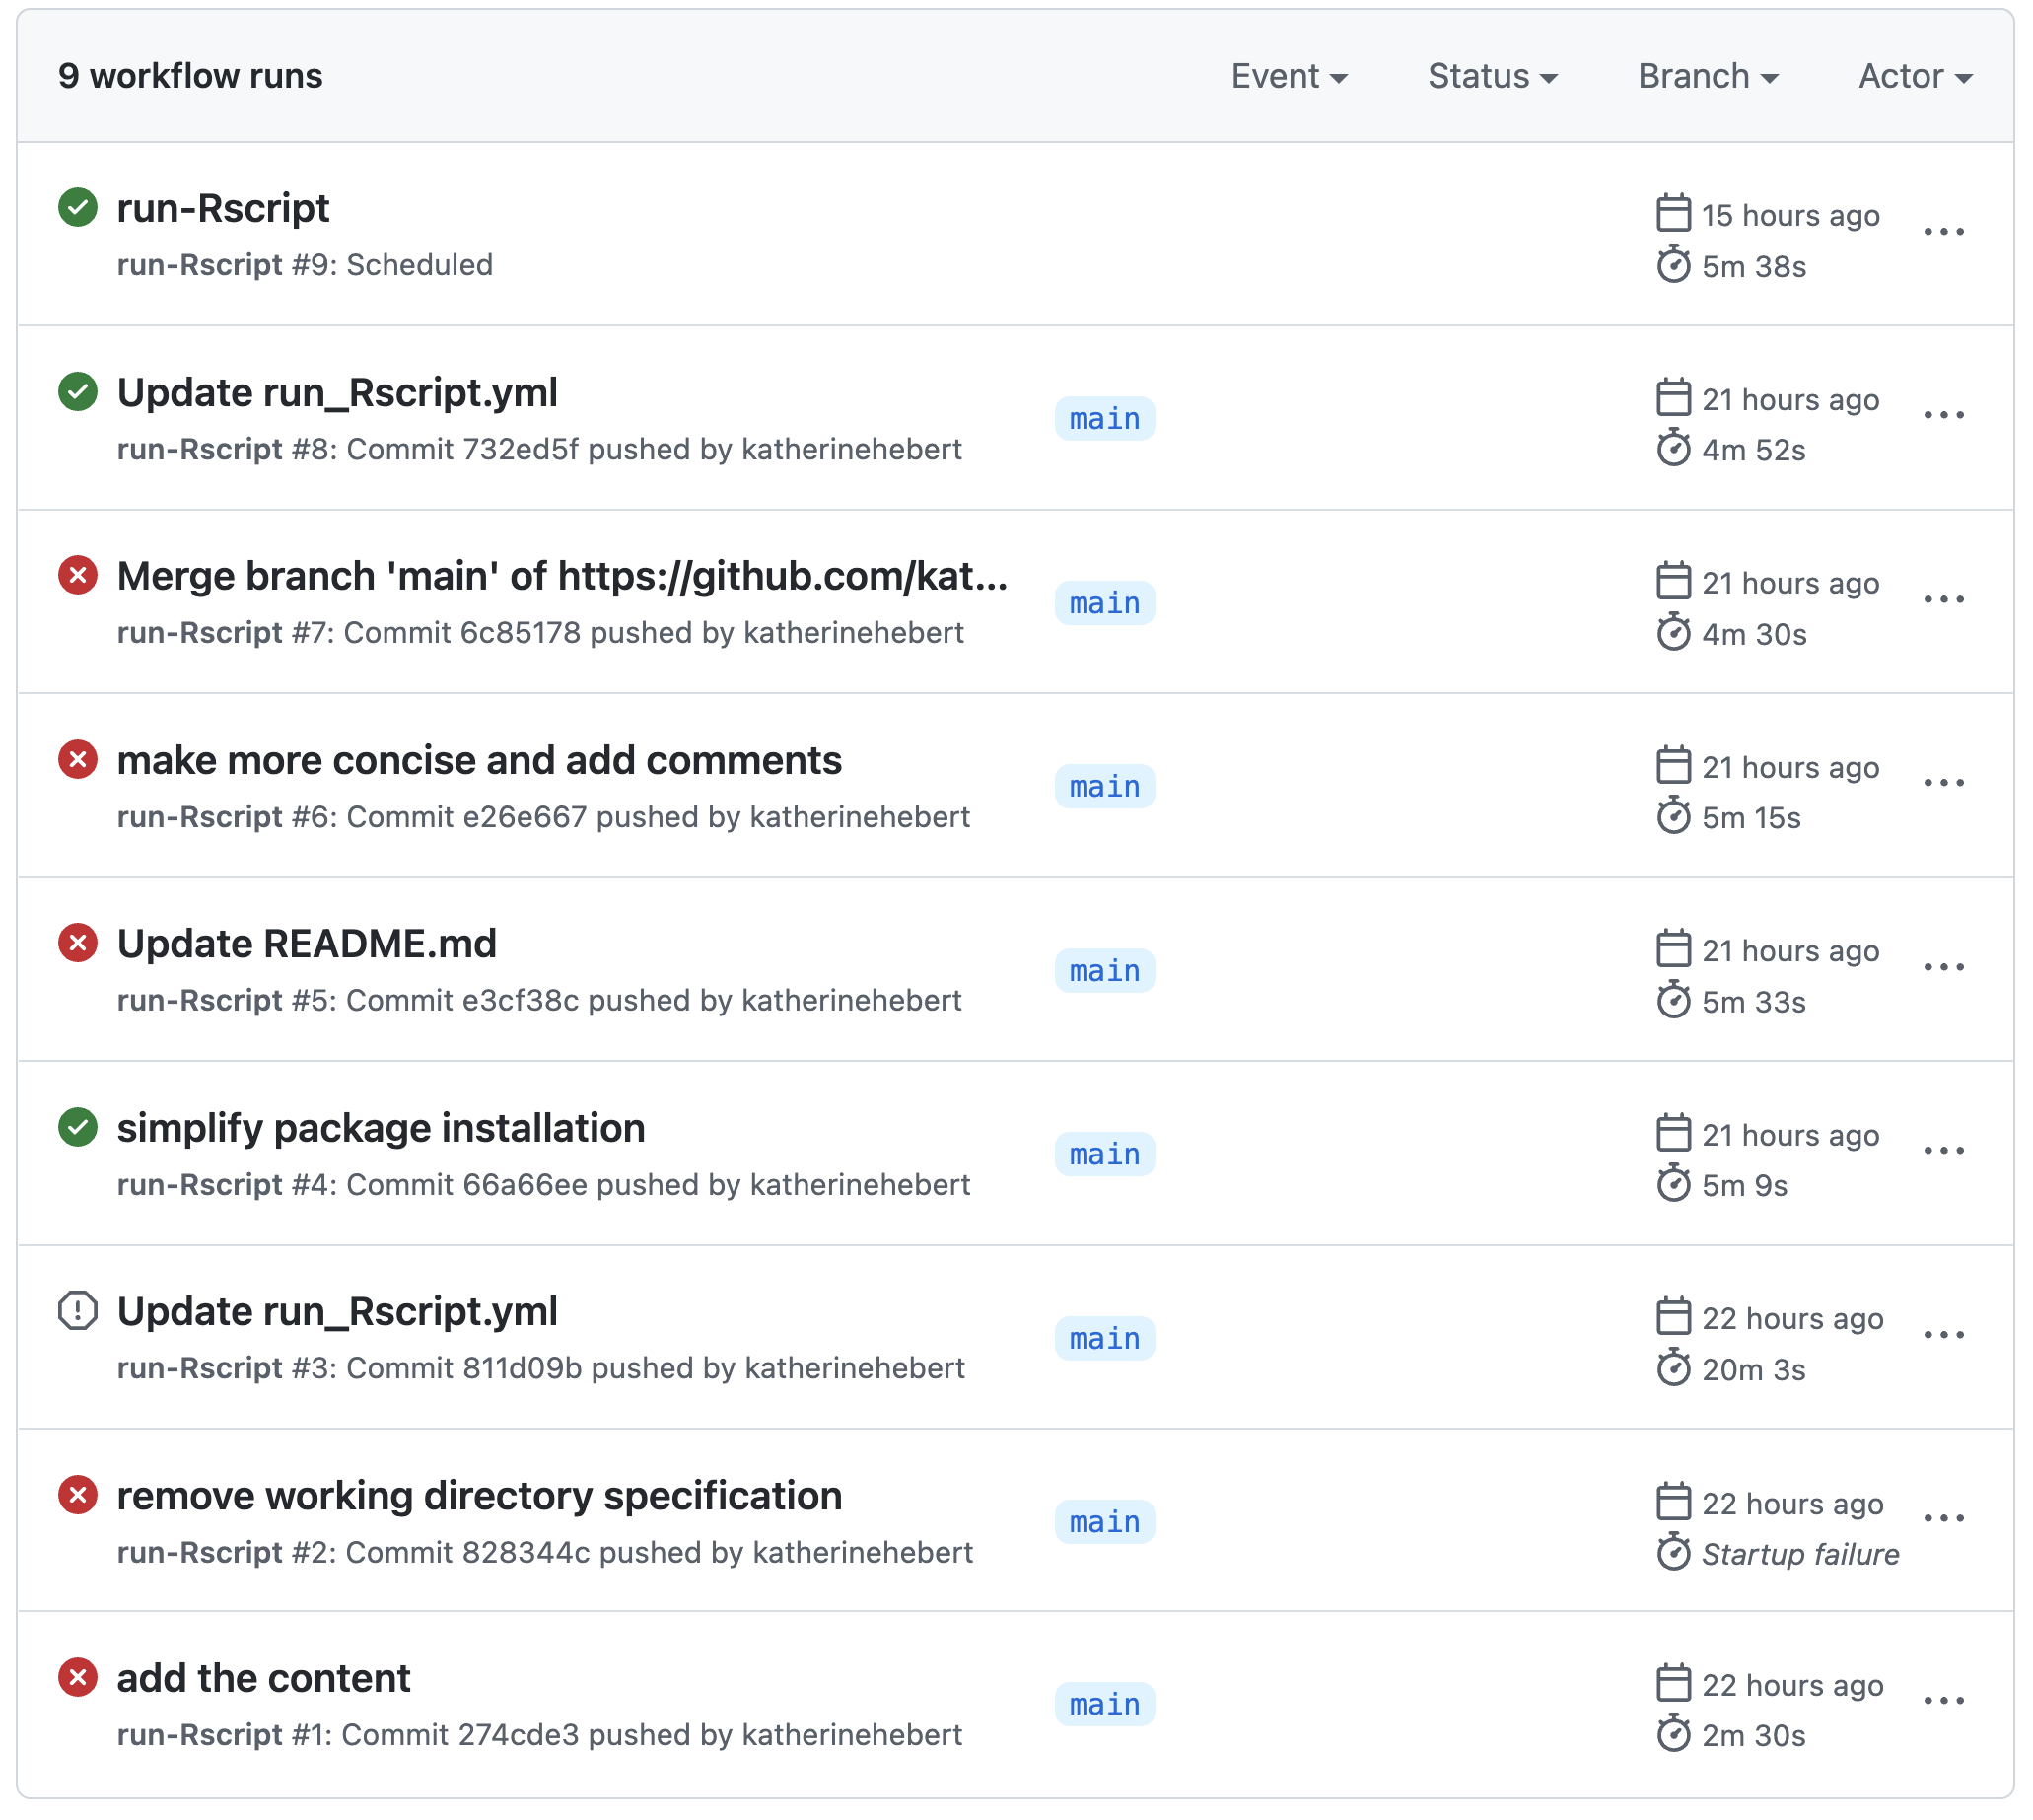 9 workflow runs
Event Status Branch Actor
run-Rscript
run-Rscript #9: Scheduled
15 hours ago
5m 38s
Update run_Rscript.yml
run-Rscript #8: Commit 732ed5f pushed by katherinehebert
main
21 hours ago
4m 52s
Merge branch 'main' of https://github.com/kat...
run-Rscript #7: Commit 6c85178 pushed by katherinehebert
main
21 hours ago
4m 30s
make more concise and add comments
run-Rscript #6: Commit e26e667 pushed by katherinehebert
main
21 hours ago
5m 15s
Update README.md
run-Rscript #5: Commit e3cf38c pushed by katherinehebert
main
21 hours ago
5m 33s
simplify package installation
run-Rscript #4: Commit 66a66ee pushed by katherinehebert
main
21 hours ago
5m 9s
Update run_Rscript.yml
run-Rscript #3: Commit 811d09b pushed by katherinehebert
main
22 hours ago
20m 3s
remove working directory specification
run-Rscript #2: Commit 828344c pushed by katherinehebert
main
22 hours ago
Startup failure
add the content
run-Rscript #1: Commit 274cde3 pushed by katherinehebert
main
22 hours ago
2m 30s